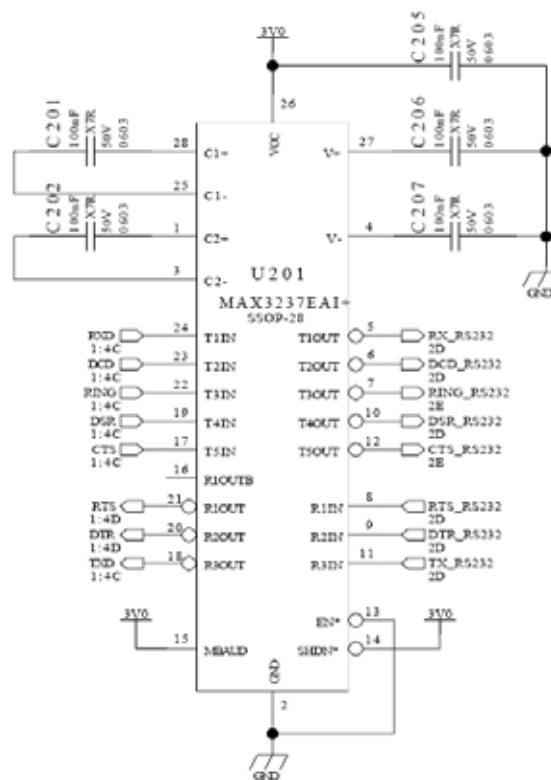 3V0
C205
100nF
X7R
50V
0603
26
VCC
C201
100nF
X7R
50V
0603
28
C1+
V+
27
C206
100nF
X7R
50V
0603
25
C1-
C202
100nF
X7R
50V
0603
1
C2+
V-
4
C207
100nF
X7R
50V
0603
3
C2-
GND
U201
MAX3237EAI+
SSOP-28
RXD
1:4C
24
T1IN
T1OUT
5
RX_RS232
2D
DCD
1:4C
23
T2IN
T2OUT
6
DCD_RS232
2D
RING
1:4C
22
T3IN
T3OUT
7
RING_RS232
2E
DSR
1:4C
19
T4IN
T4OUT
10
DSR_RS232
2D
CTS
1:4C
17
T5IN
T5OUT
12
CTS_RS232
2E
16
R1OUTB
RTS
1:4D
21
R1OUT
R1IN
8
RTS_RS232
2D
DTR
1:4D
20
R2OUT
R2IN
9
DTR_RS232
2D
TXD
1:4C
18
R3OUT
R3IN
11
TX_RS232
2D
EN*
13
3V0
15
MBAUD
SHDN*
14
3V0
GND
2
GND